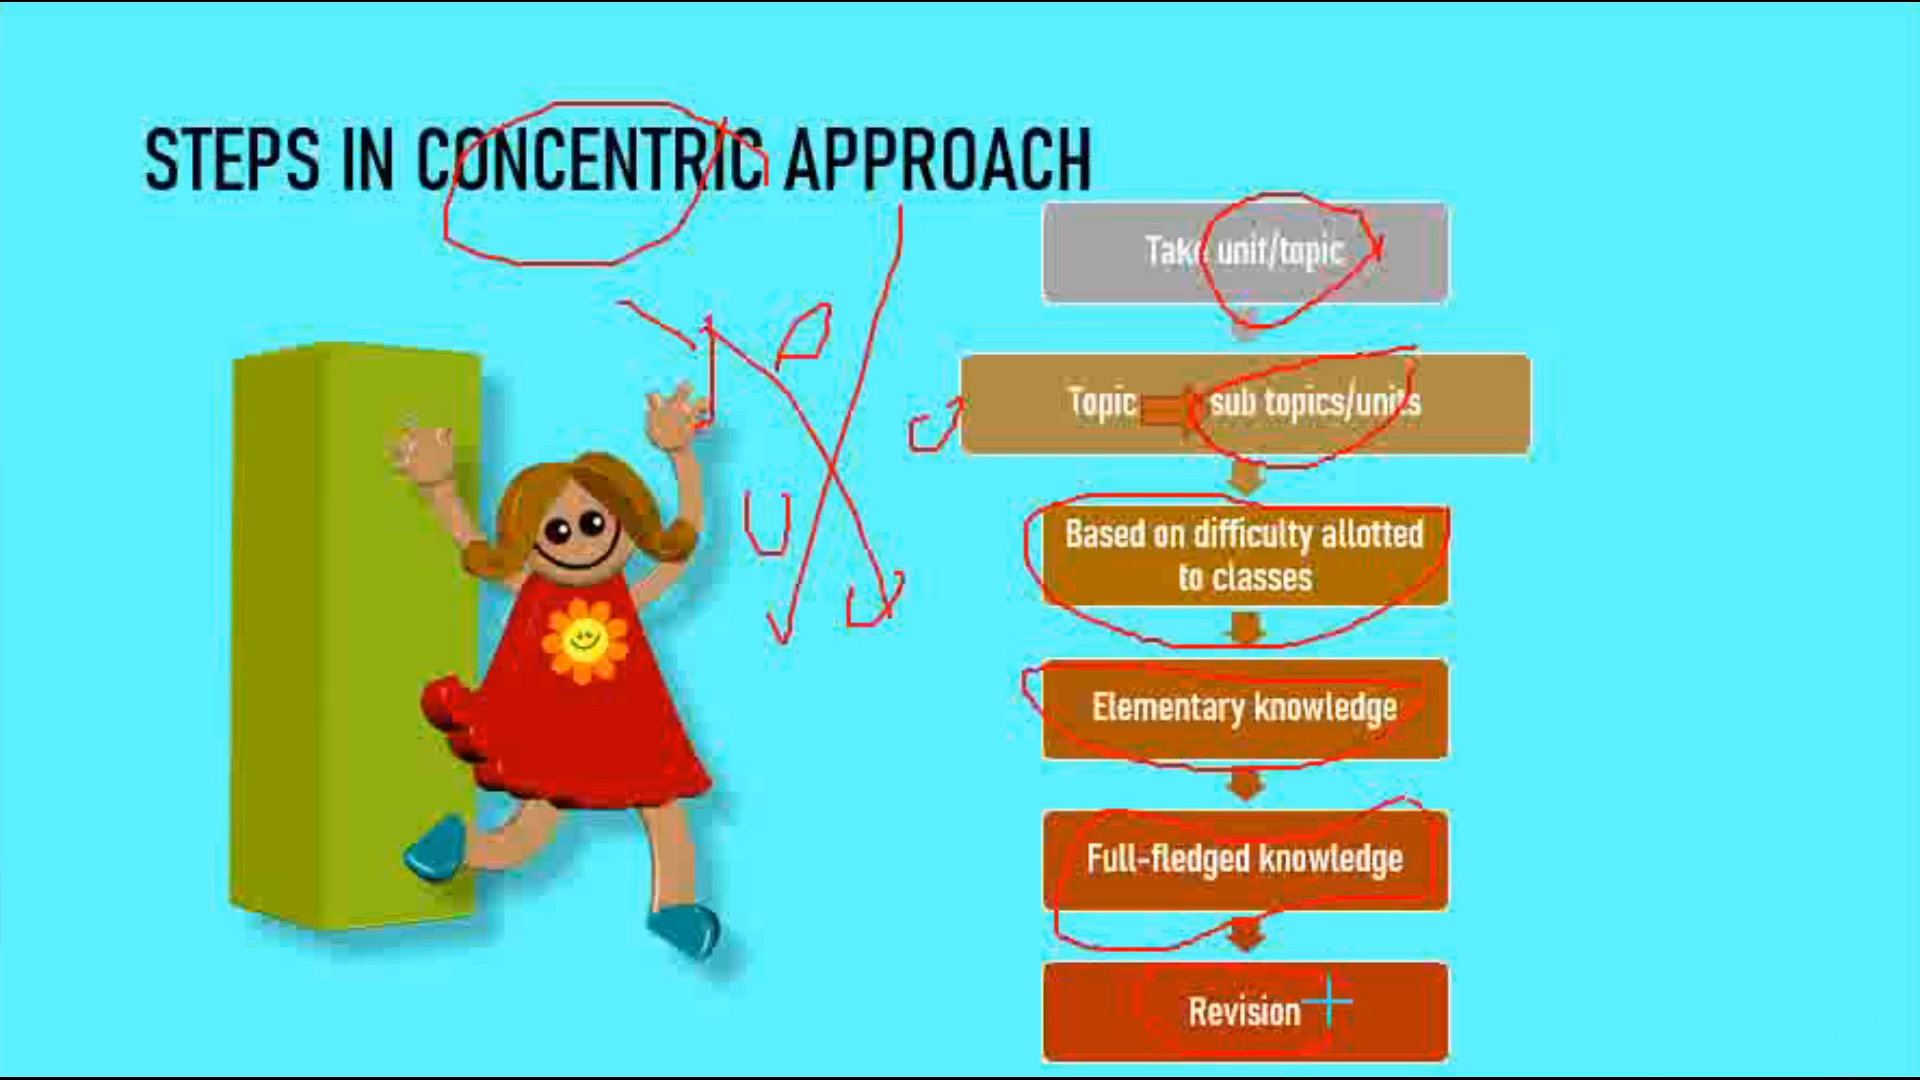 STEPS IN CONCENTRIC APPROACH
Take unit/topic
Topic sub topics/units
Based on difficulty allotted
to classes
Elementary knowledge
Full-fledged knowledge
Revision